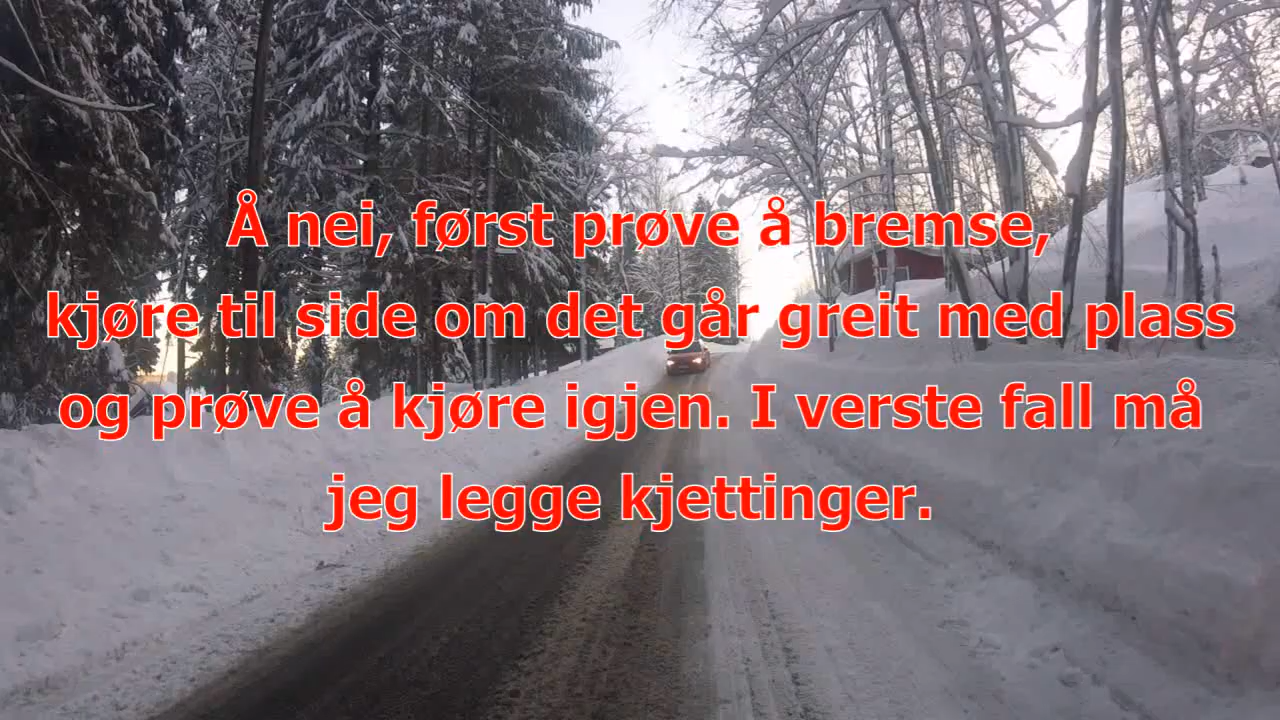 Å nei, først prøve å bremse,
kjøre til side om det går greit med plass
og prøve å kjøre igjen. I verste fall må
jeg legge kjettinger.